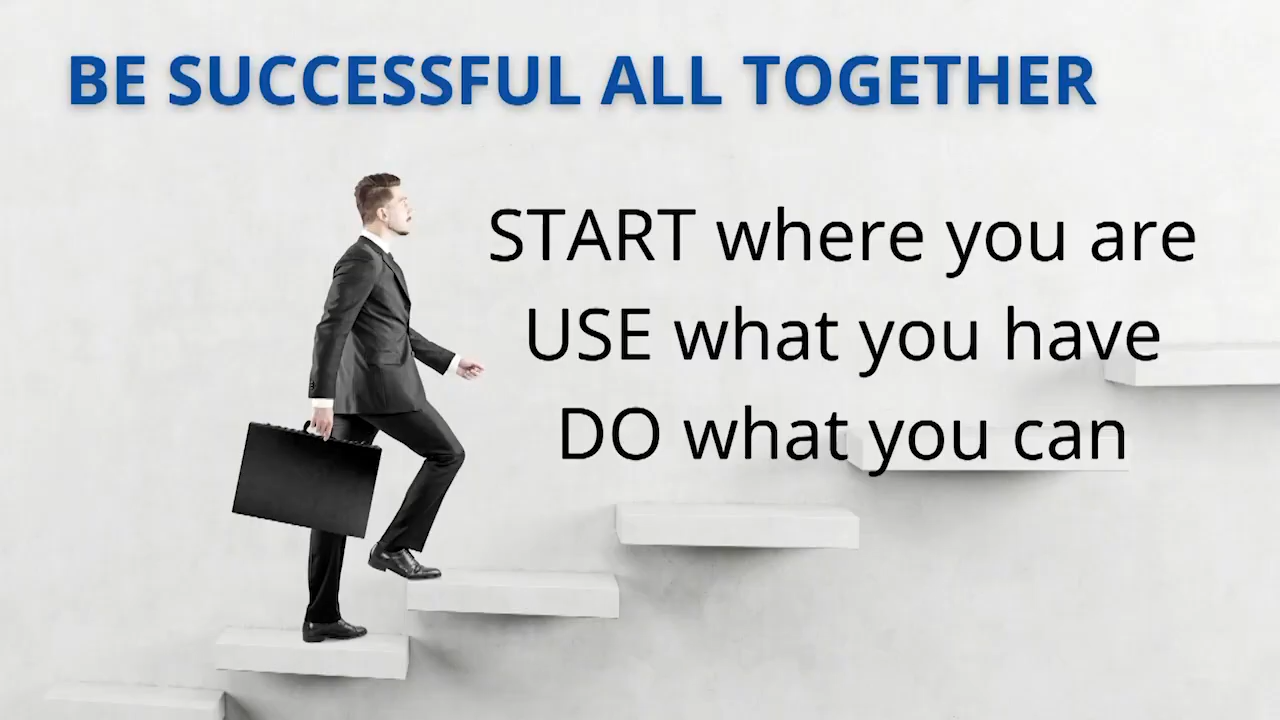 BE SUCCESSFUL ALL TOGETHER
START where you are
USE what you have
DO what you can